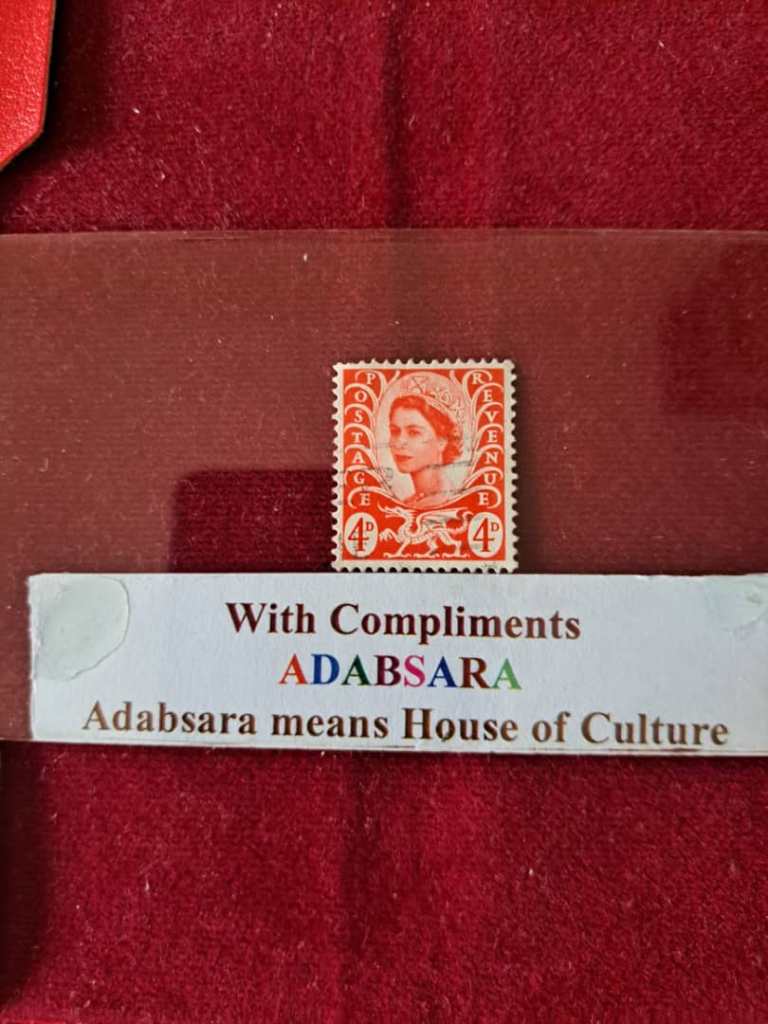 POSTAGE REVENUE
4D 4D
With Compliments
ADABSARA
Adabsara means House of Culture